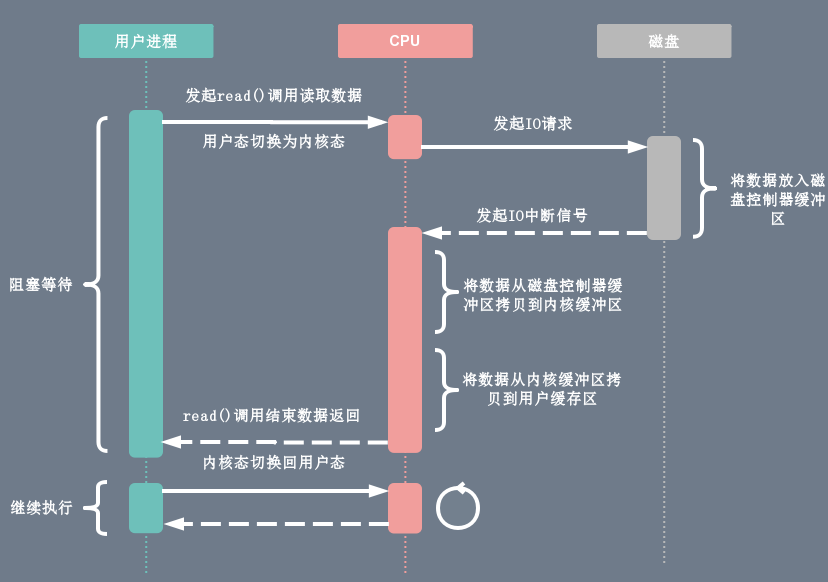 用户进程
CPU
磁盘
发起read()调用读取数据
用户态切换为内核态
发起IO请求
将数据放入磁
盘控制器缓冲
区
发起IO中断信号
阻塞等待
将数据从磁盘控制器缓
冲区拷贝到内核缓冲区
将数据从内核缓冲区拷
贝到用户缓存区
read()调用结束数据返回
内核态切换回用户态
继续执行